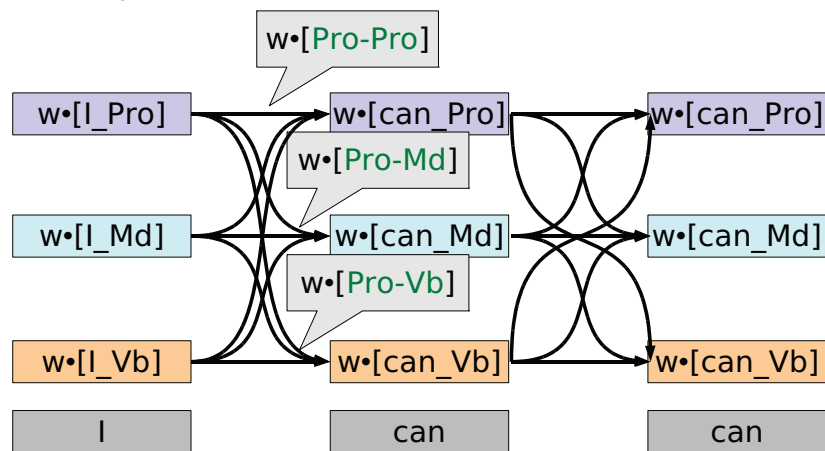 w•[Pro-Pro]
w•[I_Pro] w•[can_Pro] w•[can_Pro]
w•[Pro-Md]
w•[I_Md] w•[can_Md] w•[can_Md]
w•[Pro-Vb]
w•[I_Vb] w•[can_Vb] w•[can_Vb]
I can can